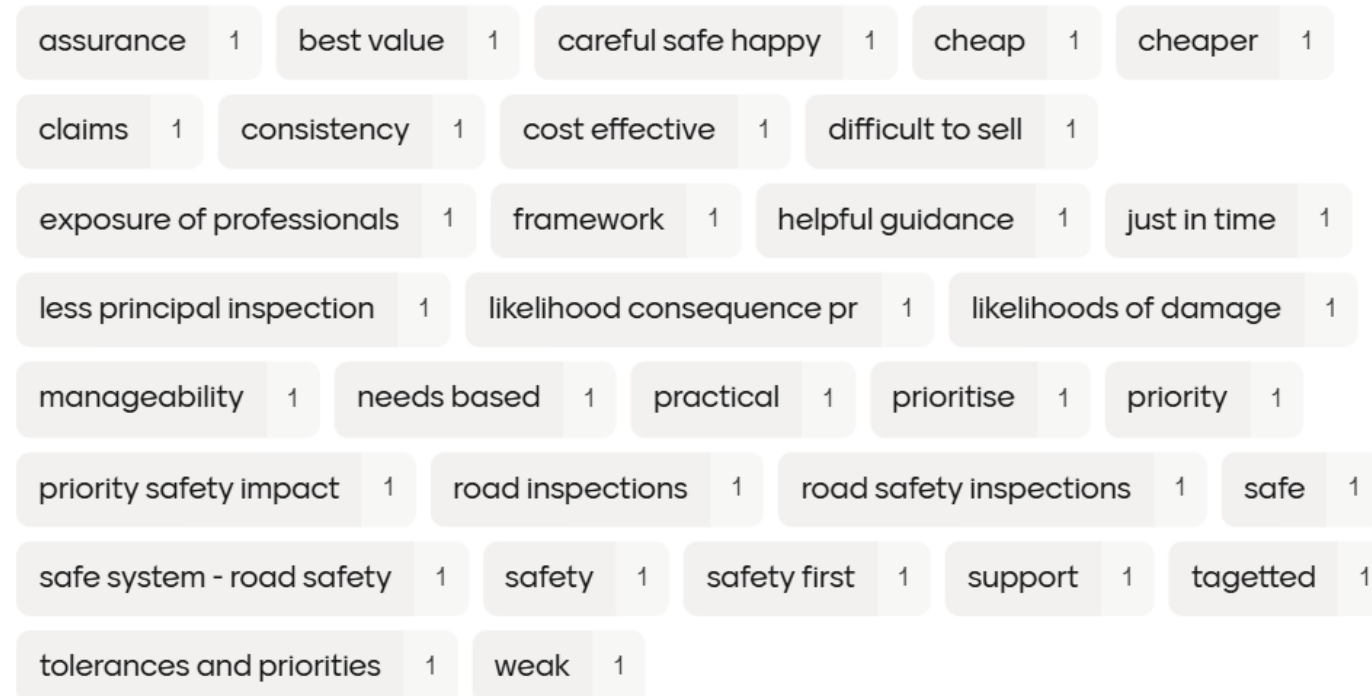 assurance 1 best value 1 careful safe happy 1 cheap 1 cheaper 1
claims 1 consistency 1 cost effective 1 difficult to sell 1
exposure of professionals 1 framework 1 helpful guidance 1 just in time 1
less principal inspection 1 likelihood consequence pr 1 likelihoods of damage 1
manageability 1 needs based 1 practical 1 prioritise 1 priority 1
priority safety impact 1 road inspections 1 road safety inspections 1 safe 1
safe system - road safety 1 safety 1 safety first 1 support 1 tagetted 1
tolerances and priorities 1 weak 1